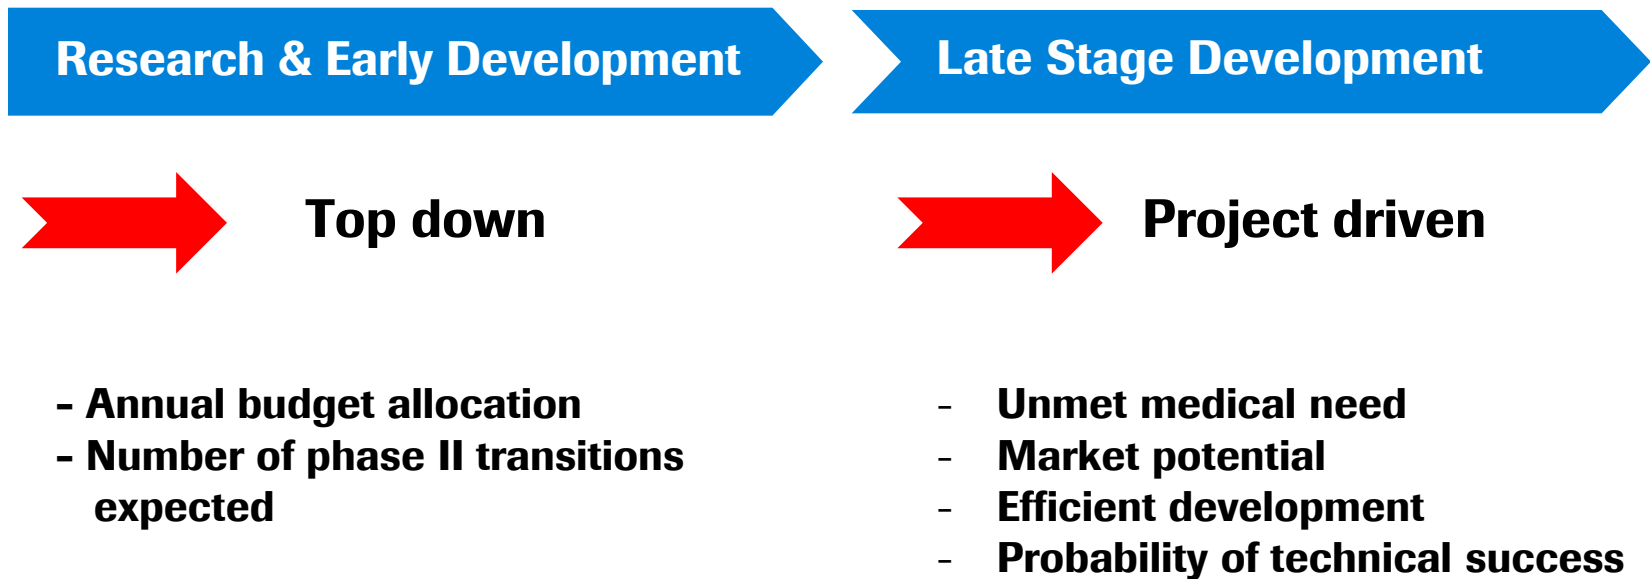 Research & Early Development
Top down
- Annual budget allocation
- Number of phase II transitions
expected
Late Stage Development
Project driven
- Unmet medical need
- Market potential
- Efficient development
- Probability of technical success